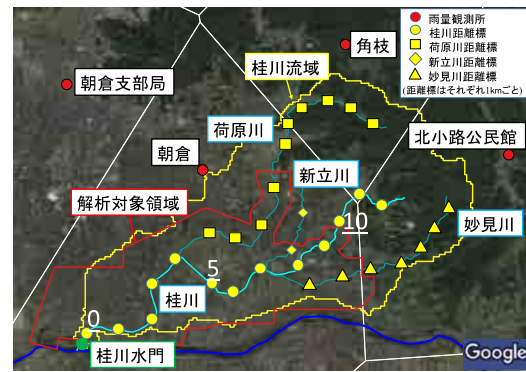 雨量観測所
桂川距離標
荷原川距離標
新立川距離標
妙見川距離標
(距離標はそれぞれ1kmごと)
角枝
桂川流域
朝倉支部局
荷原川
北小路公民館
朝倉
新立川
解析対象領域
10
妙見川
5
桂川
0
桂川水門
Google